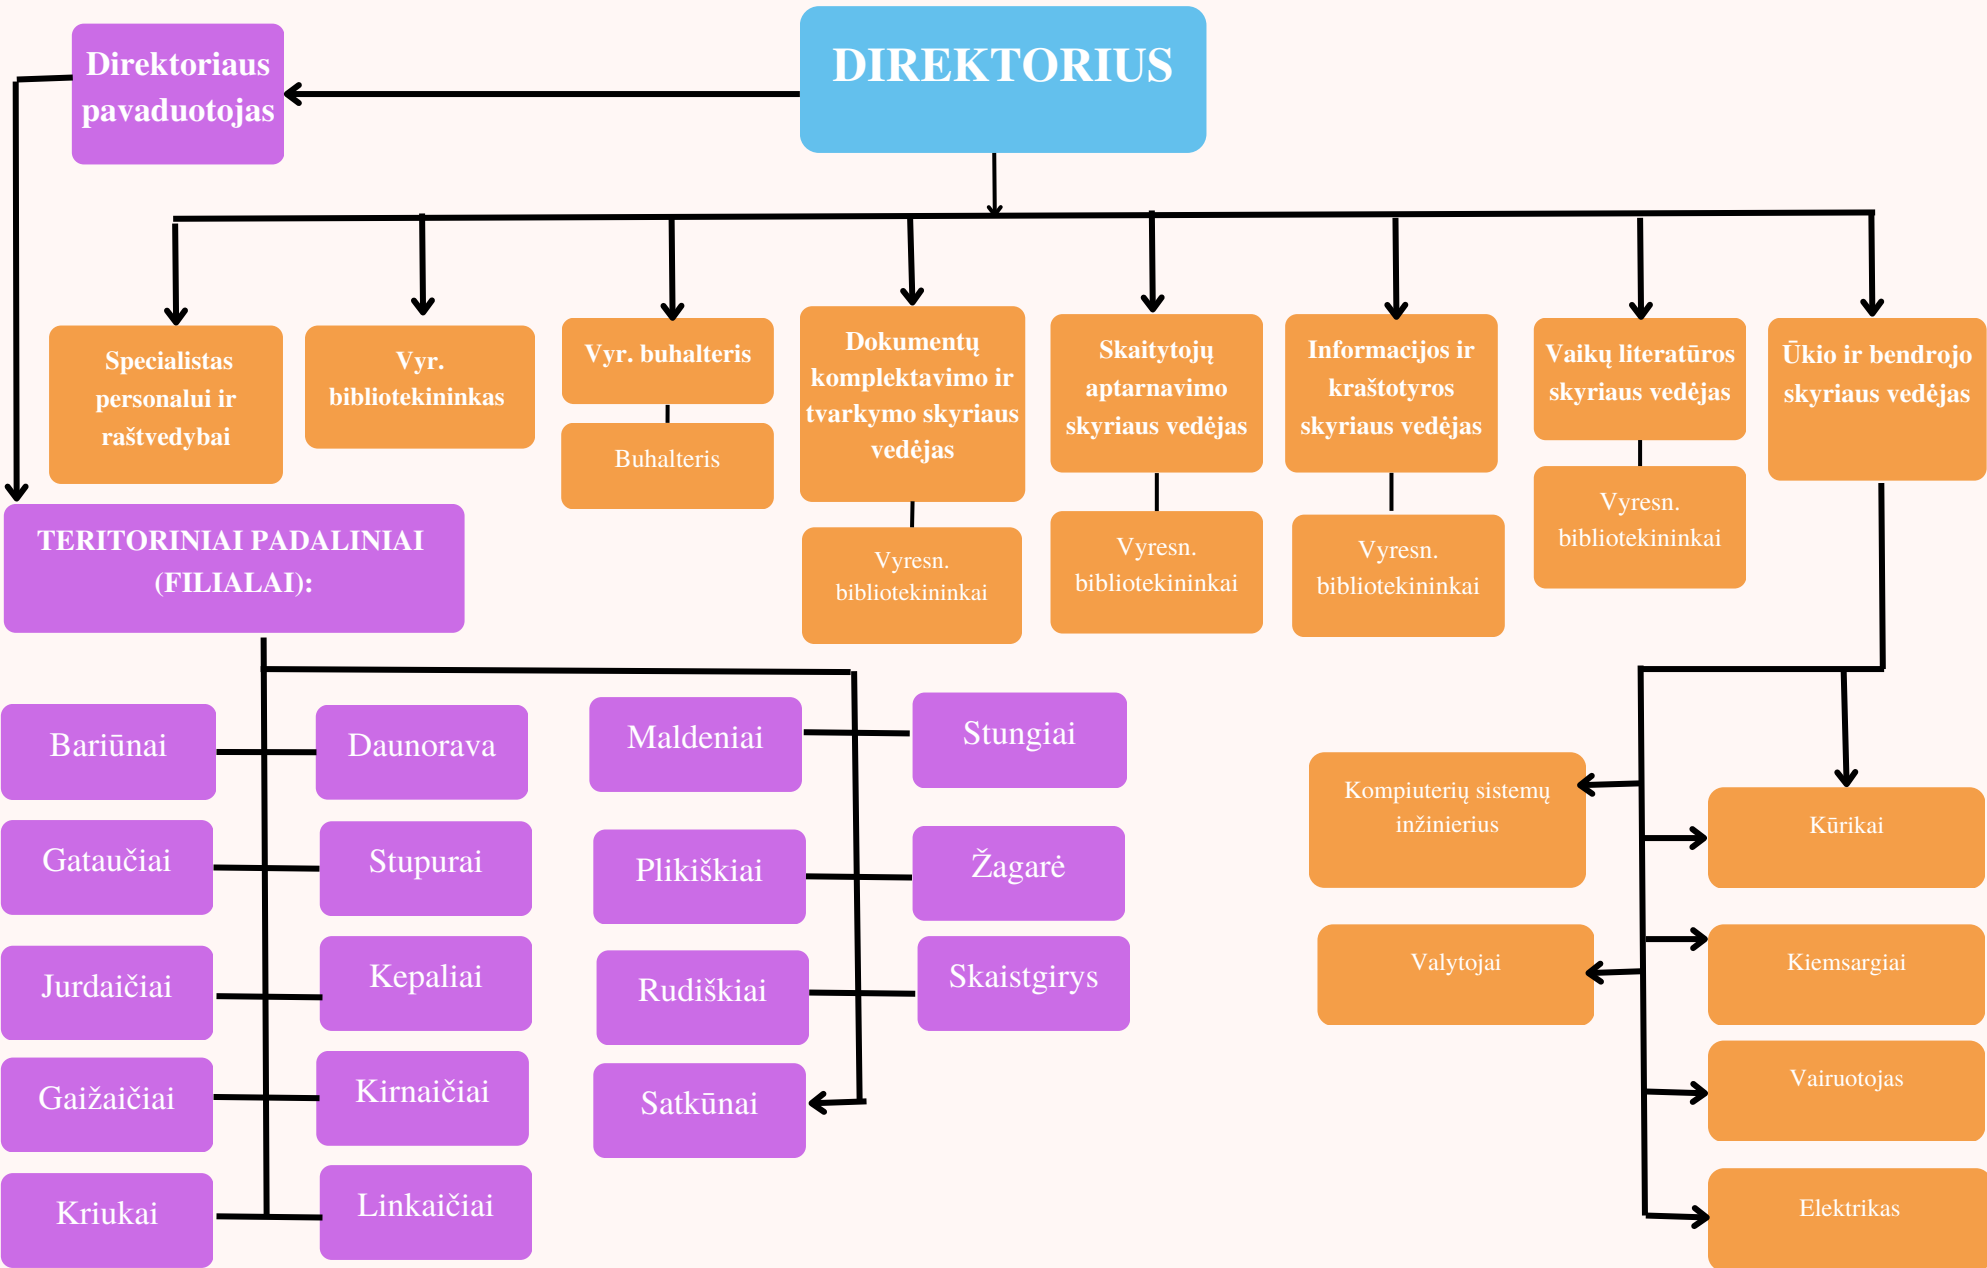 Direktoriaus
pavaduotojas
DIREKTORIUS
Specialistas
personalui ir
raštvedybai
Vyr.
bibliotekininkas
Vyr. buhalteris
Buhalteris
Dokumentų
komplektavimo ir
tvarkymo skyriaus
vedėjas
Vyresn.
bibliotekininkai
Skaitytojų
aptarnavimo
skyriaus vedėjas
Vyresn.
bibliotekininkai
Informacijos ir
kraštotyros
skyriaus vedėjas
Vyresn.
bibliotekininkai
Vaikų literatūros
skyriaus vedėjas
Vyresn.
bibliotekininkai
Ūkio ir bendrojo
skyriaus vedėjas
TERITORINIAI PADALINIAI
(FILIALAI):
Bariūnai
Daunorava
Gataučiai
Stupurai
Jurdaičiai
Kepaliai
Gaižaičiai
Kirnaičiai
Kriukai
Linkaičiai
Maldeniai
Stungiai
Plikiškiai
Žagarė
Rudiškiai
Skaistgirys
Satkūnai
Kompiuterių sistemų
inžinierius
Kūrikai
Valytojai
Kiemsargiai
Vairuotojas
Elektrikas